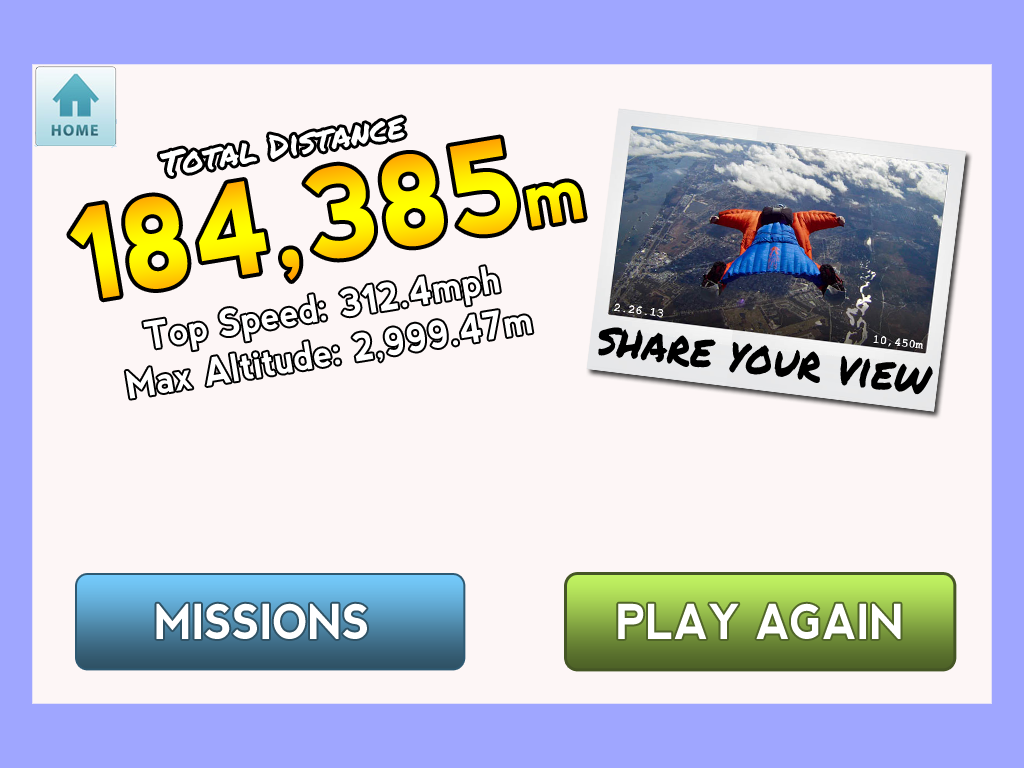 HOME
TOTAL DISTANCE
184,385m
Top Speed: 312.4mph
Max Altitude: 2,999.47m
2.26.13
10,450m
SHARE YOUR VIEW
MISSIONS
PLAY AGAIN